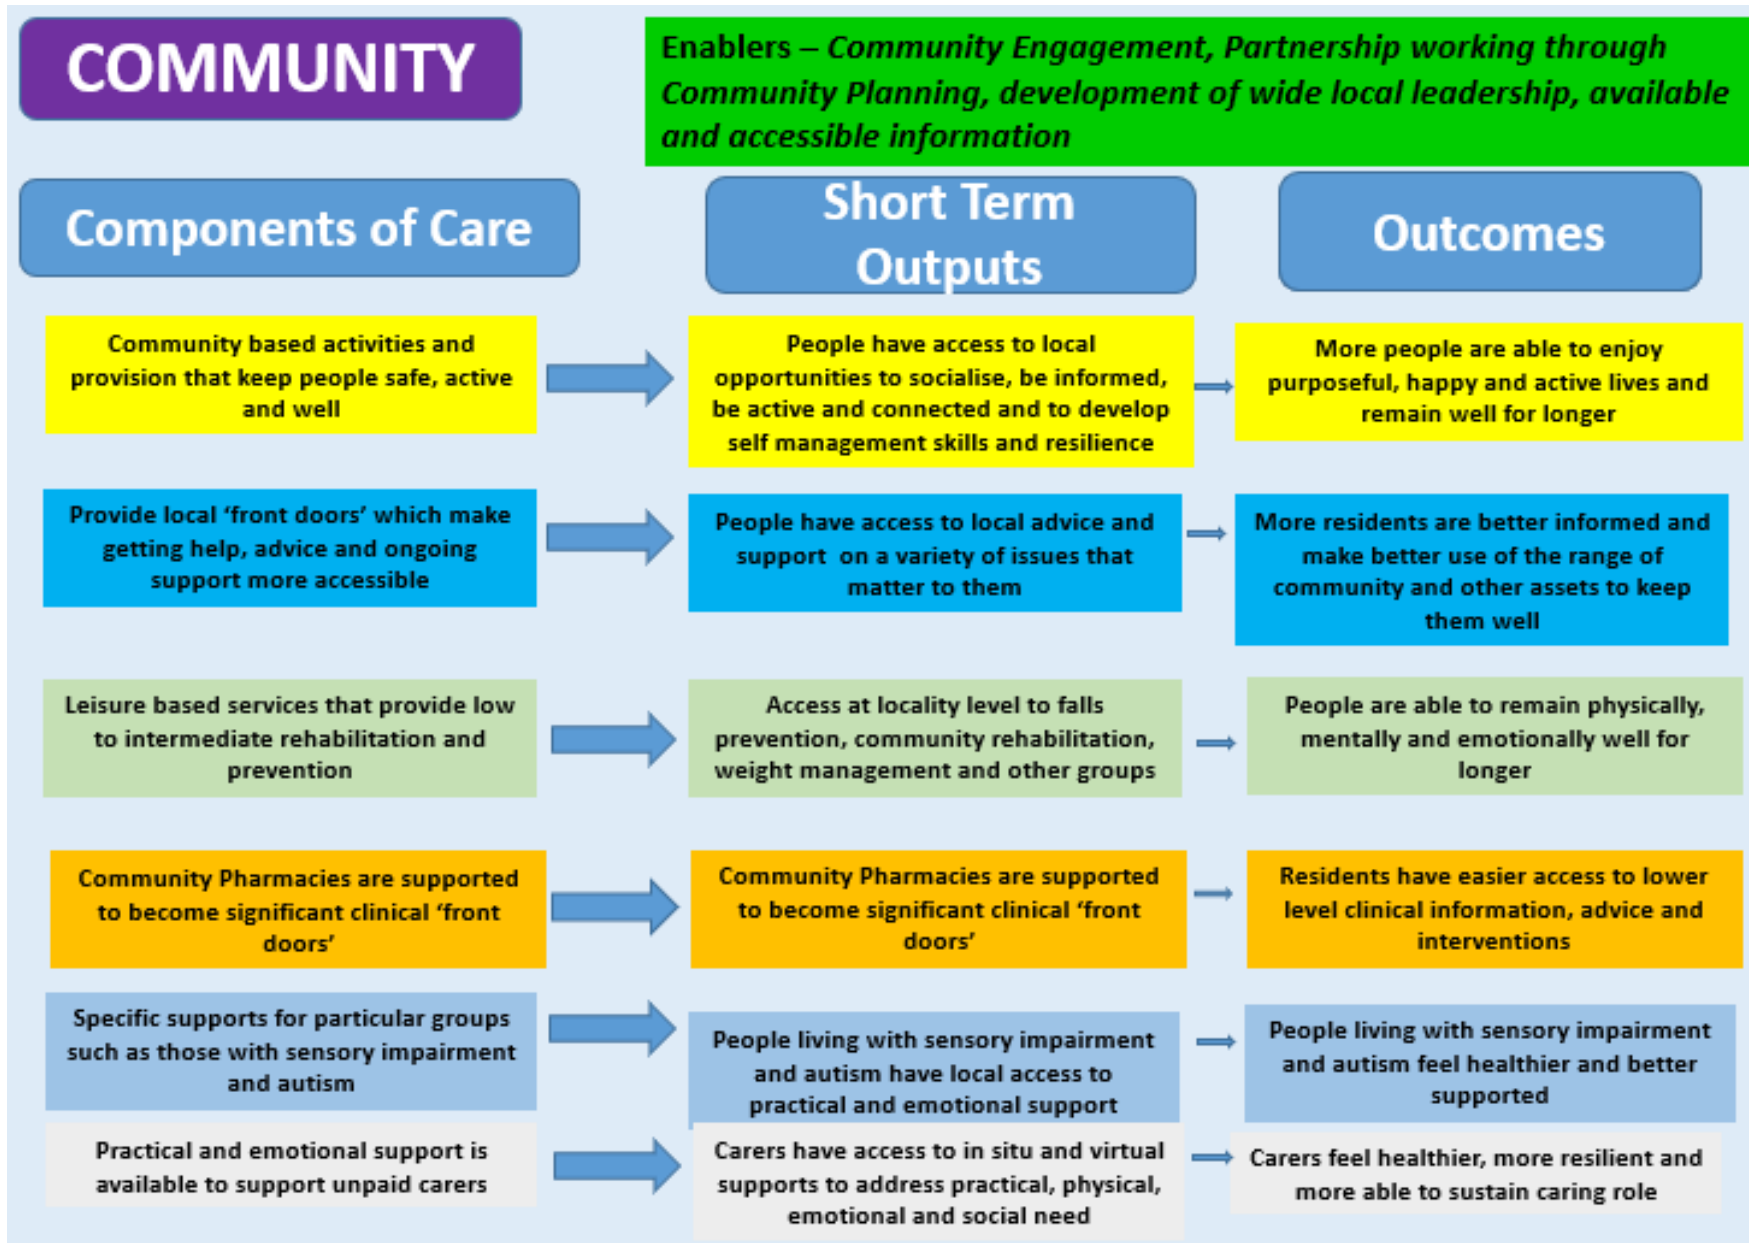 COMMUNITY
Enablers – Community Engagement, Partnership working through
Community Planning, development of wide local leadership, available
and accessible information
Components of Care
Short Term
Outputs
Outcomes
Community based activities and
provision that keep people safe, active
and well
People have access to local
opportunities to socialise, be informed,
be active and connected and to develop
self management skills and resilience
More people are able to enjoy
purposeful, happy and active lives and
remain well for longer
Provide local ‘front doors’ which make
getting help, advice and ongoing
support more accessible
People have access to local advice and
support on a variety of issues that
matter to them
More residents are better informed and
make better use of the range of
community and other assets to keep
them well
Leisure based services that provide low
to intermediate rehabilitation and
prevention
Access at locality level to falls
prevention, community rehabilitation,
weight management and other groups
People are able to remain physically,
mentally and emotionally well for
longer
Community Pharmacies are supported
to become significant clinical ‘front
doors’
Community Pharmacies are supported
to become significant clinical ‘front
doors’
Residents have easier access to lower
level clinical information, advice and
interventions
Specific supports for particular groups
such as those with sensory impairment
and autism
People living with sensory impairment
and autism have local access to
practical and emotional support
People living with sensory impairment
and autism feel healthier and better
supported
Practical and emotional support is
available to support unpaid carers
Carers have access to in situ and virtual
supports to address practical, physical,
emotional and social need
Carers feel healthier, more resilient and
more able to sustain caring role